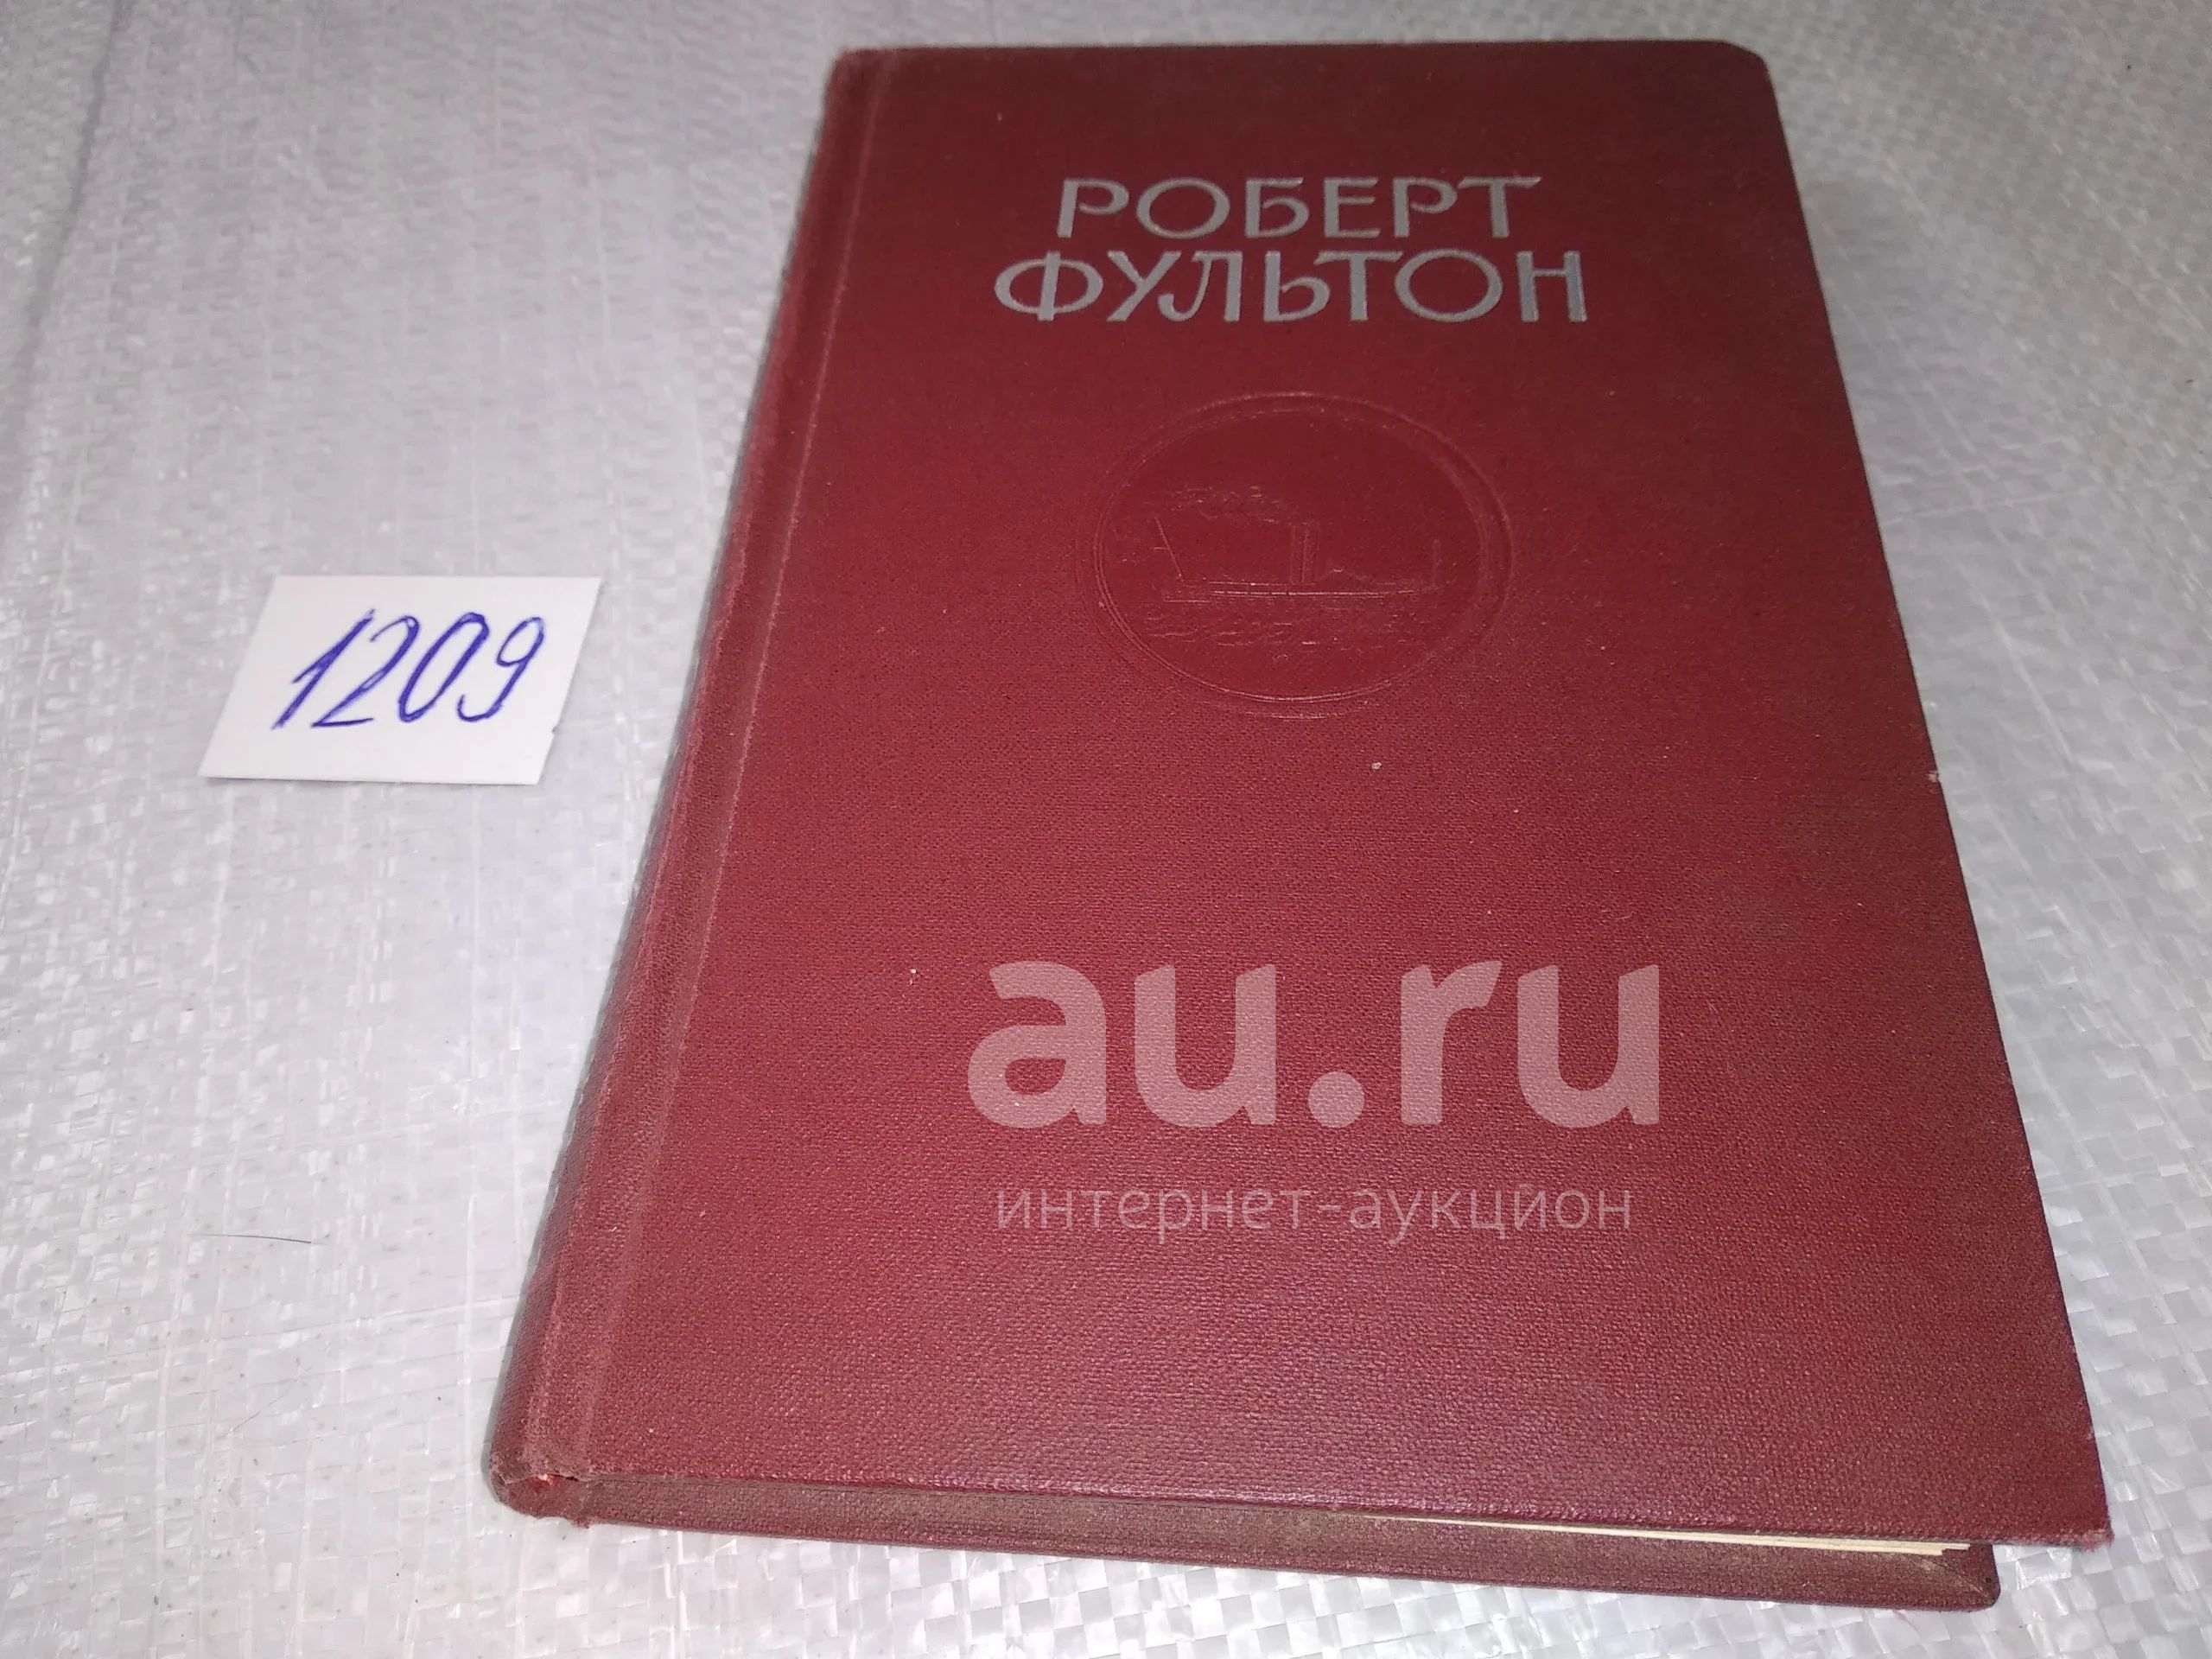 РОБЕРТ
ФУЛЬТОН
1209
au.ru
интернет-аукцион